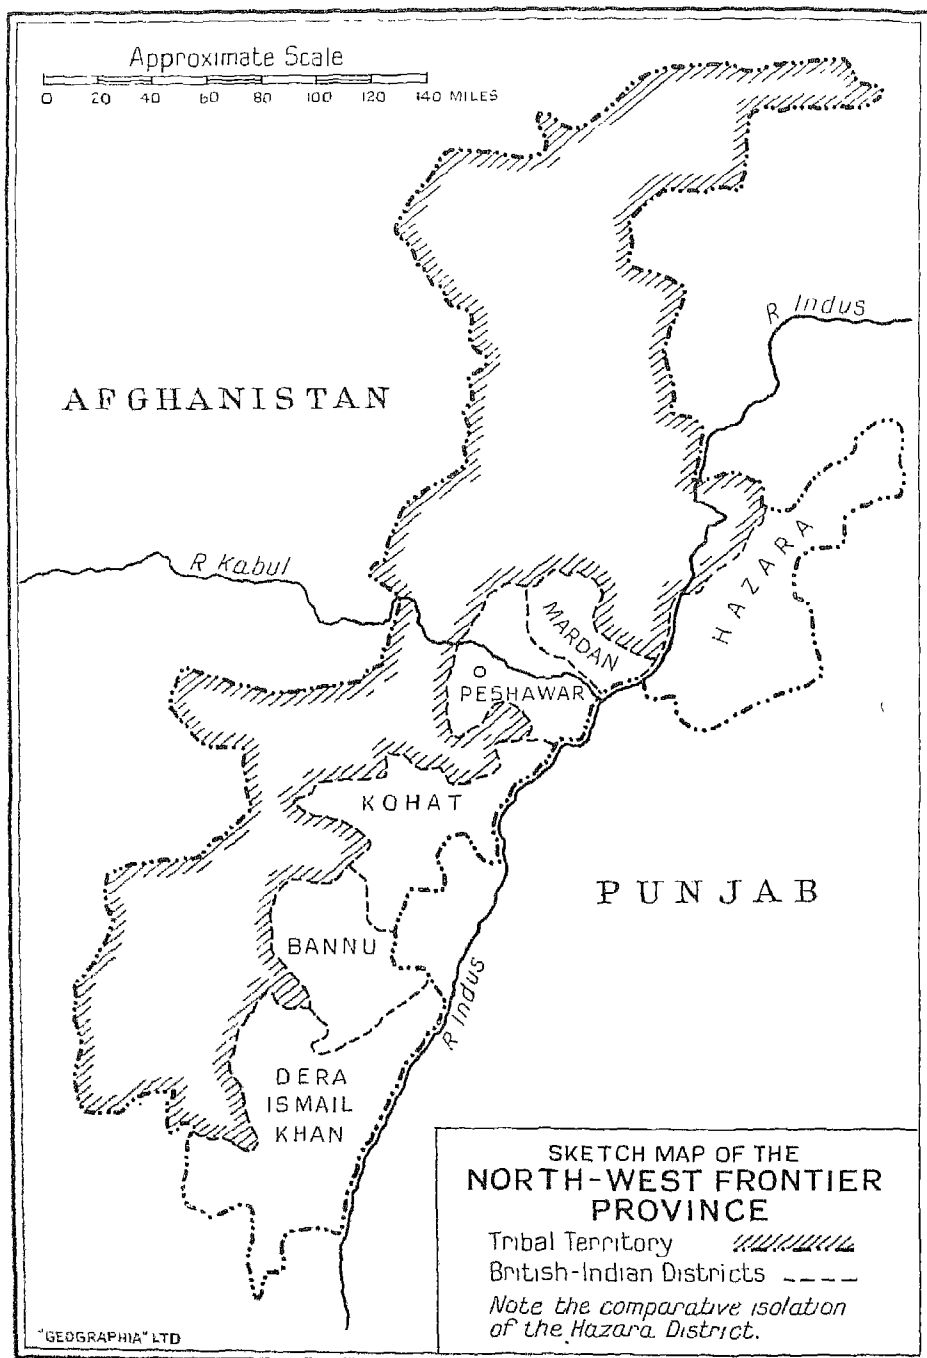 Approximate Scale
0 20 40 60 80 100 120 140 MILES
R Indus
AFGHANISTAN
R Kabul
HAZARA
MARDAN
PESHAWAR
KOHAT
PUNJAB
BANNU
R Indus
DERA
ISMAIL
KHAN
SKETCH MAP OF THE
NORTH-WEST FRONTIER
PROVINCE
Tribal Territory
British-Indian Districts
Note the comparative isolation
of the Hazara District.
"GEOGRAPHIA" LTD